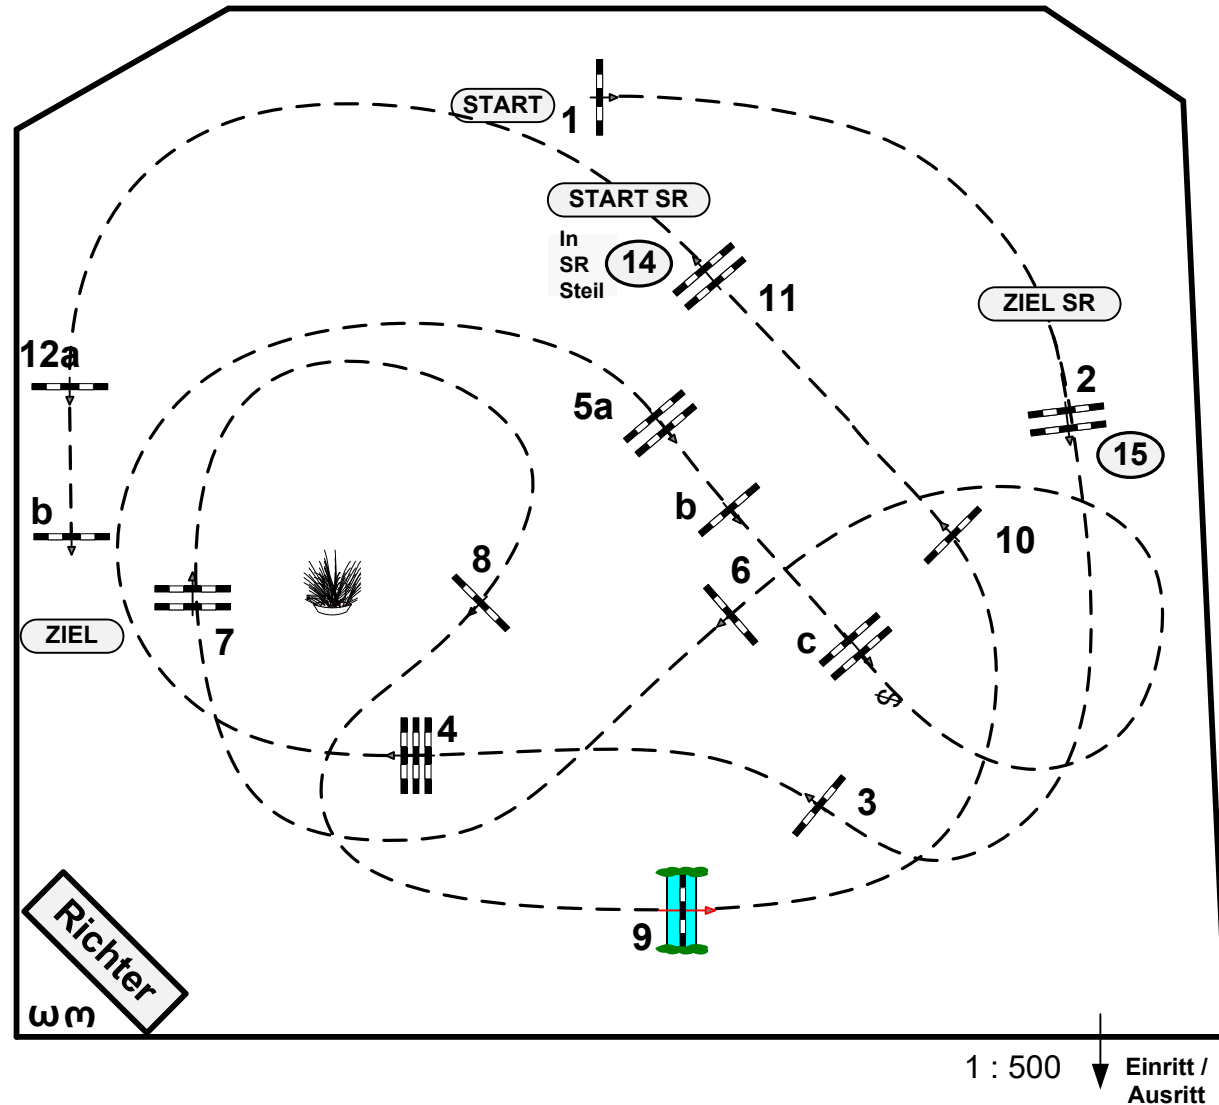 START
1
START SR
In
SR
Steil
14
11
ZIEL SR
12a
2
5a
15
b
b
10
8
6
ZIEL
7
c
4
3
9
Richter
1 : 500
Einritt /
Ausritt